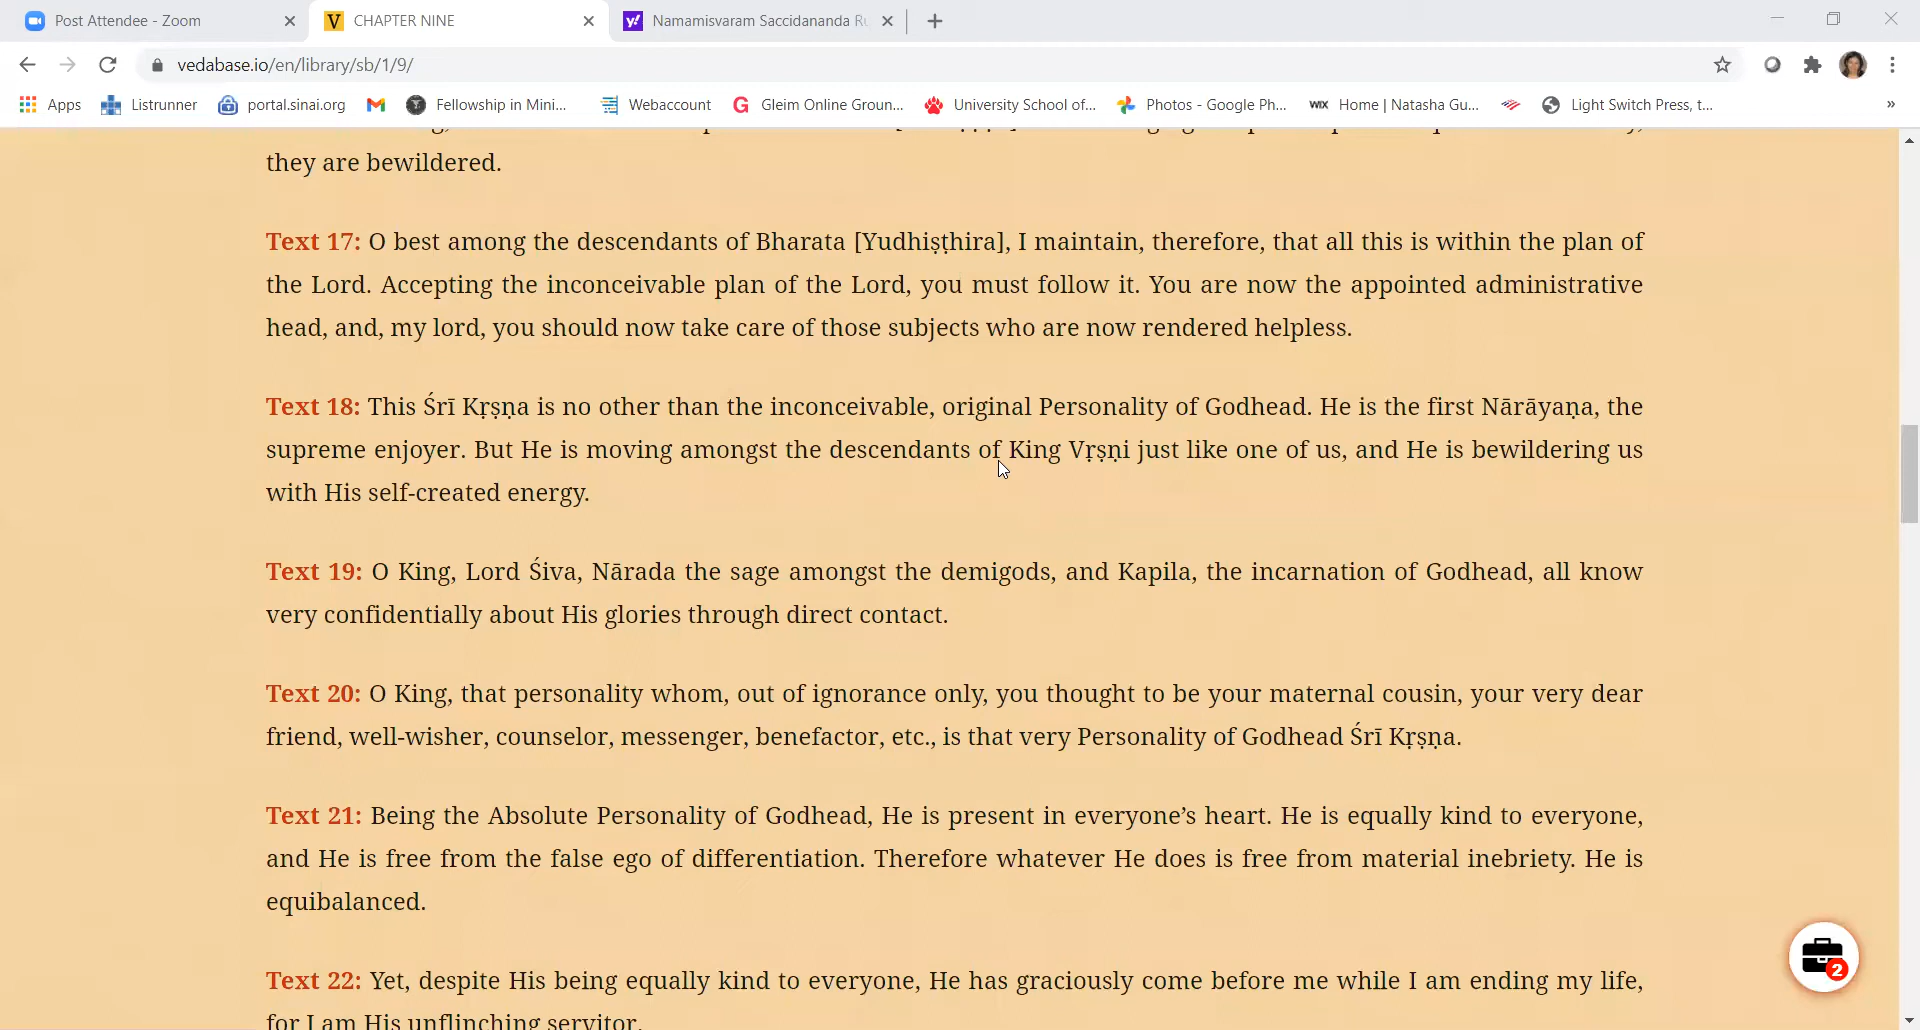 Post Attendee - Zoom
CHAPTER NINE
Namamisvaram Saccidananda Ru
vedabase.io/en/library/sb/1/9/
Apps
Listrunner
portal.sinai.org
Fellowship in Mini...
Webaccount
G Gleim Online Groun...
University School of...
Photos - Google Ph...
WIX Home | Natasha Gu...
Light Switch Press, t...
»
they are bewildered.
Text 17: O best among the descendants of Bharata [Yudhiṣṭhira], I maintain, therefore, that all this is within the plan of
the Lord. Accepting the inconceivable plan of the Lord, you must follow it. You are now the appointed administrative
head, and, my lord, you should now take care of those subjects who are now rendered helpless.
Text 18: This Śrī Kṛṣṇa is no other than the inconceivable, original Personality of Godhead. He is the first Nārāyaṇa, the
supreme enjoyer. But He is moving amongst the descendants of King Vṛṣṇi just like one of us, and He is bewildering us
with His self-created energy.
Text 19: O King, Lord Śiva, Nārada the sage amongst the demigods, and Kapila, the incarnation of Godhead, all know
very confidentially about His glories through direct contact.
Text 20: O King, that personality whom, out of ignorance only, you thought to be your maternal cousin, your very dear
friend, well-wisher, counselor, messenger, benefactor, etc., is that very Personality of Godhead Śrī Kṛṣṇa.
Text 21: Being the Absolute Personality of Godhead, He is present in everyone’s heart. He is equally kind to everyone,
and He is free from the false ego of differentiation. Therefore whatever He does is free from material inebriety. He is
equibalanced.
2
Text 22: Yet, despite His being equally kind to everyone, He has graciously come before me while I am ending my life,
for I am His unflinching servitor.